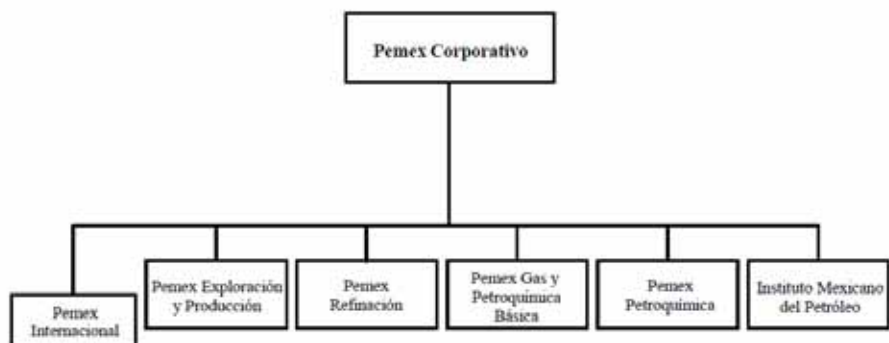 Pemex Corporativo
Pemex
Internacional
Pemex Exploración
y Producción
Pemex
Refinación
Pemex Gas y
Petroquímica
Básica
Pemex
Petroquímica
Instituto Mexicano
del Petróleo